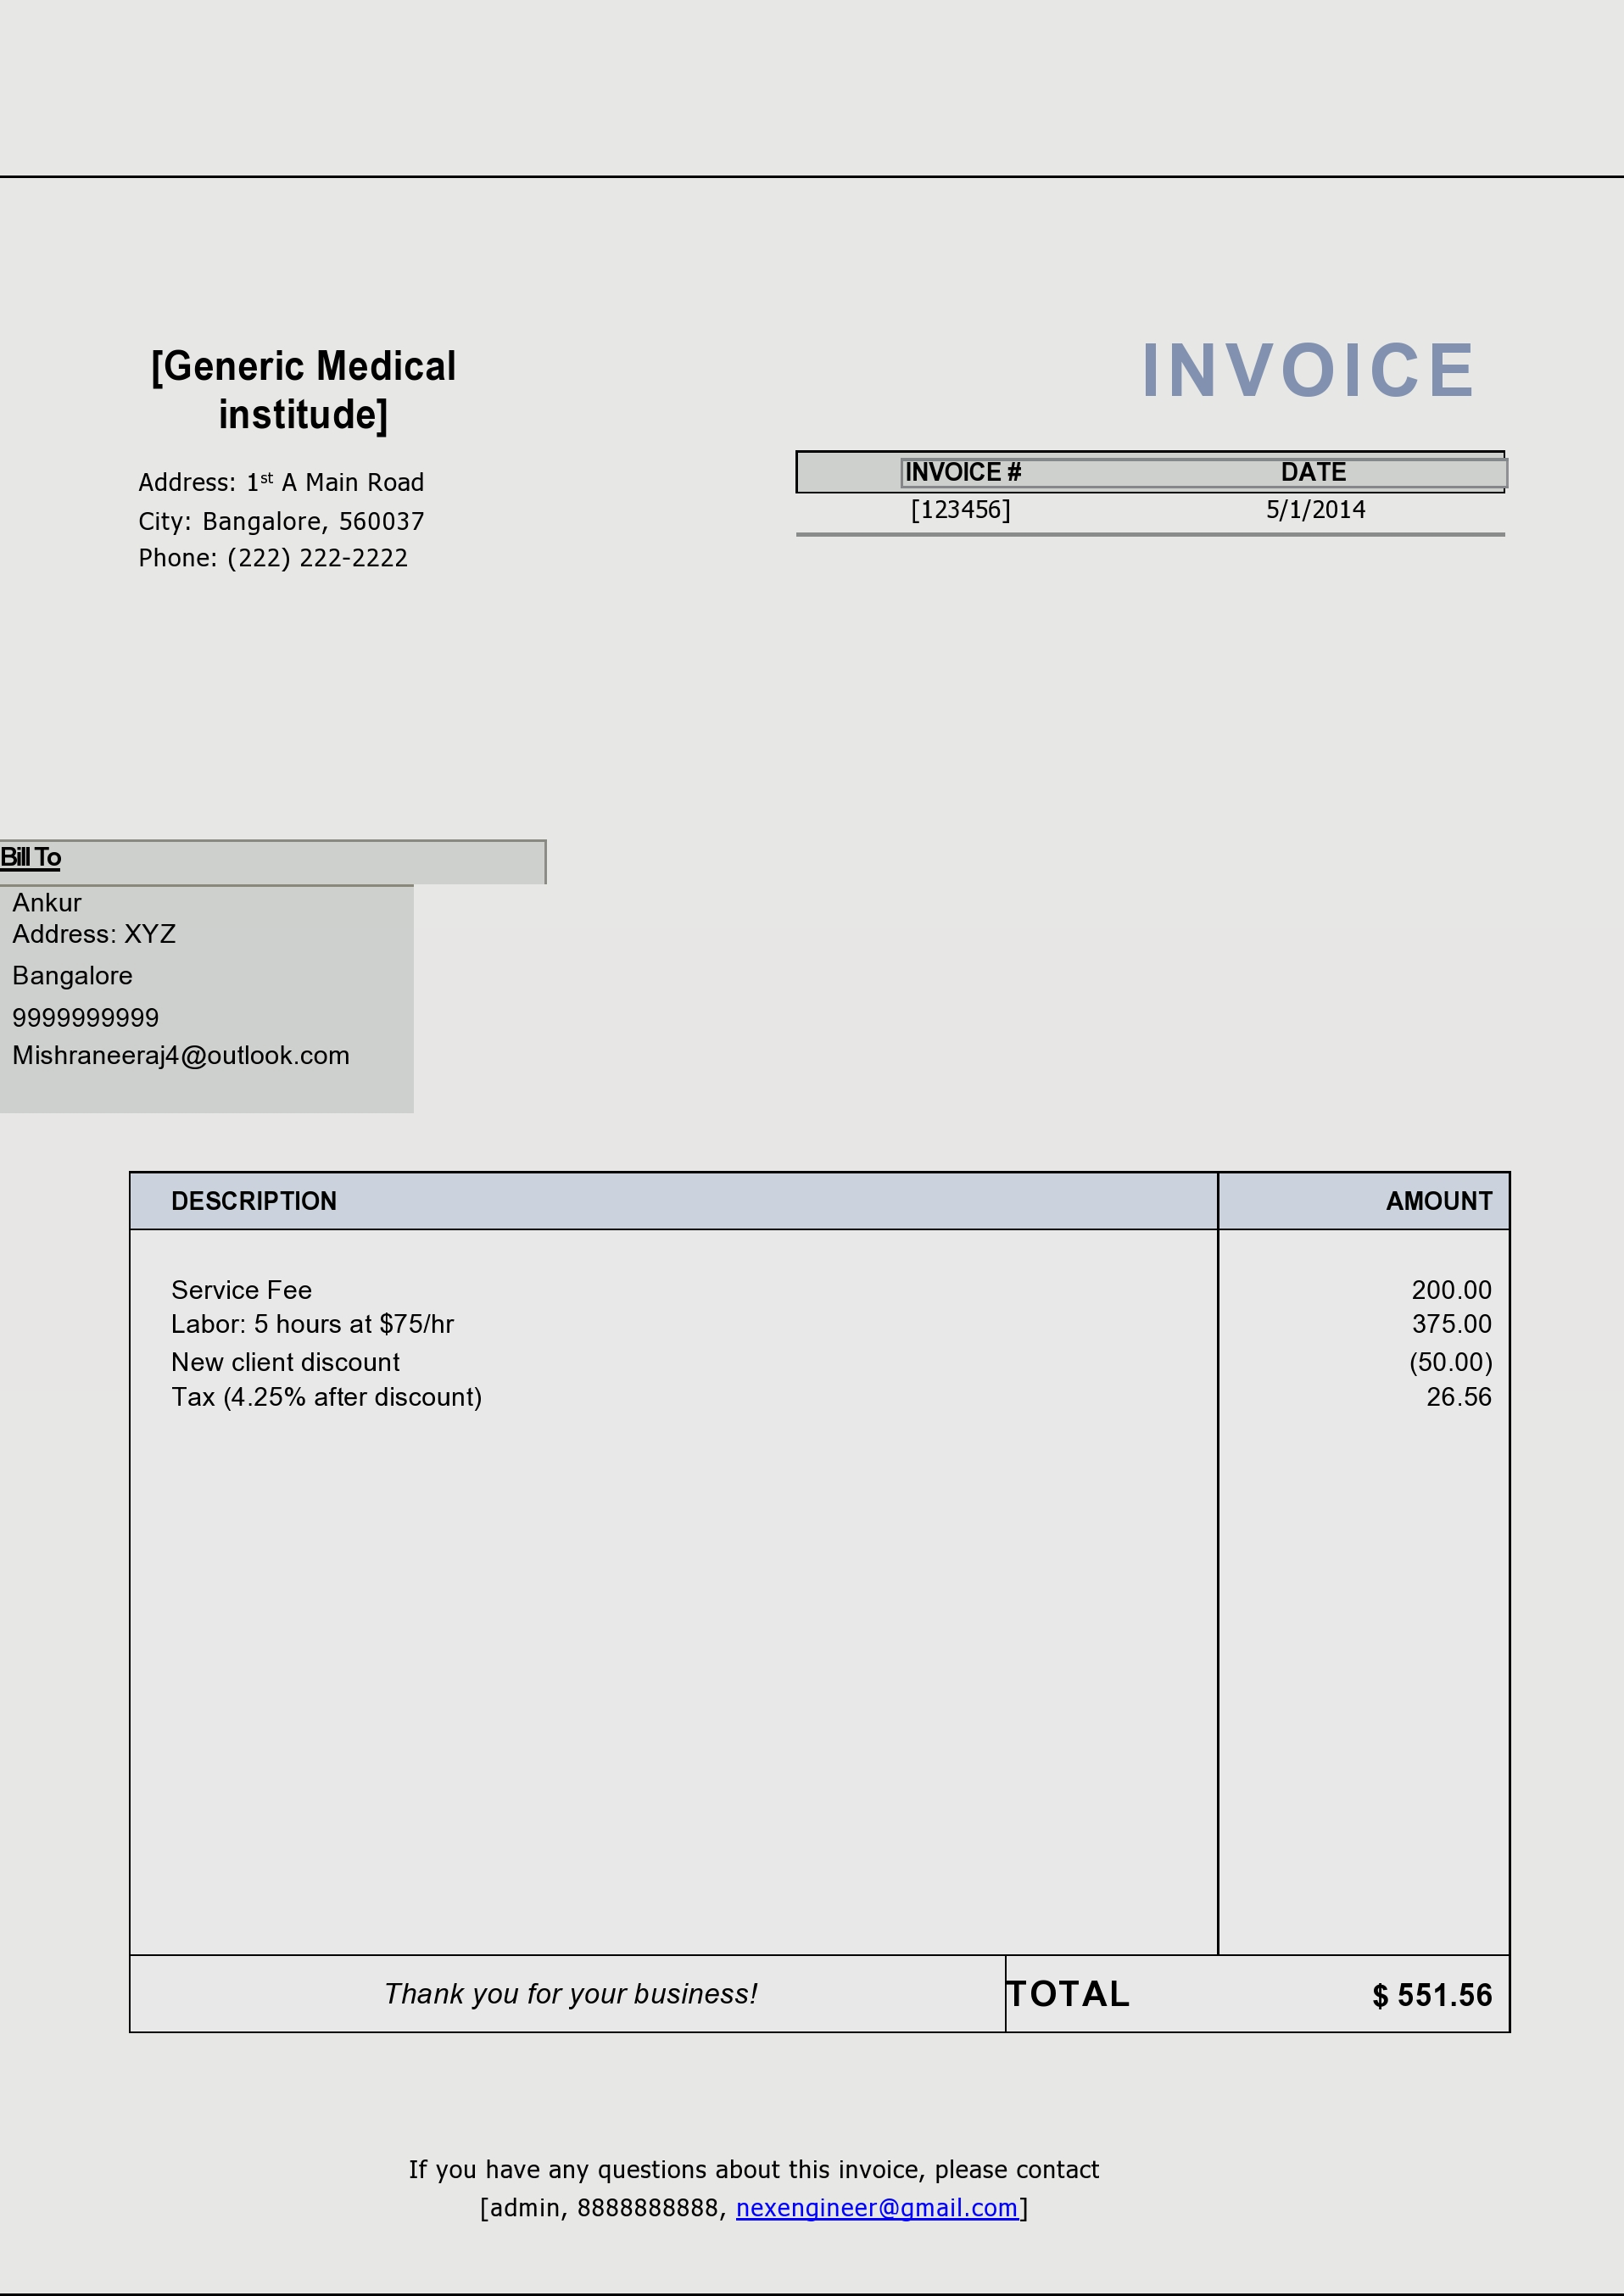 [Generic Medical
institude]
INVOICE
Address: 1st A Main Road
City: Bangalore, 560037
Phone: (222) 222-2222
INVOICE # DATE
[123456] 5/1/2014
Bill To
Ankur
Address: XYZ
Bangalore
9999999999
Mishraneeraj4@outlook.com
DESCRIPTION AMOUNT
Service Fee 200.00
Labor: 5 hours at $75/hr 375.00
New client discount (50.00)
Tax (4.25% after discount) 26.56
Thank you for your business! TOTAL $ 551.56
If you have any questions about this invoice, please contact
[admin, 8888888888, nexengineer@gmail.com]